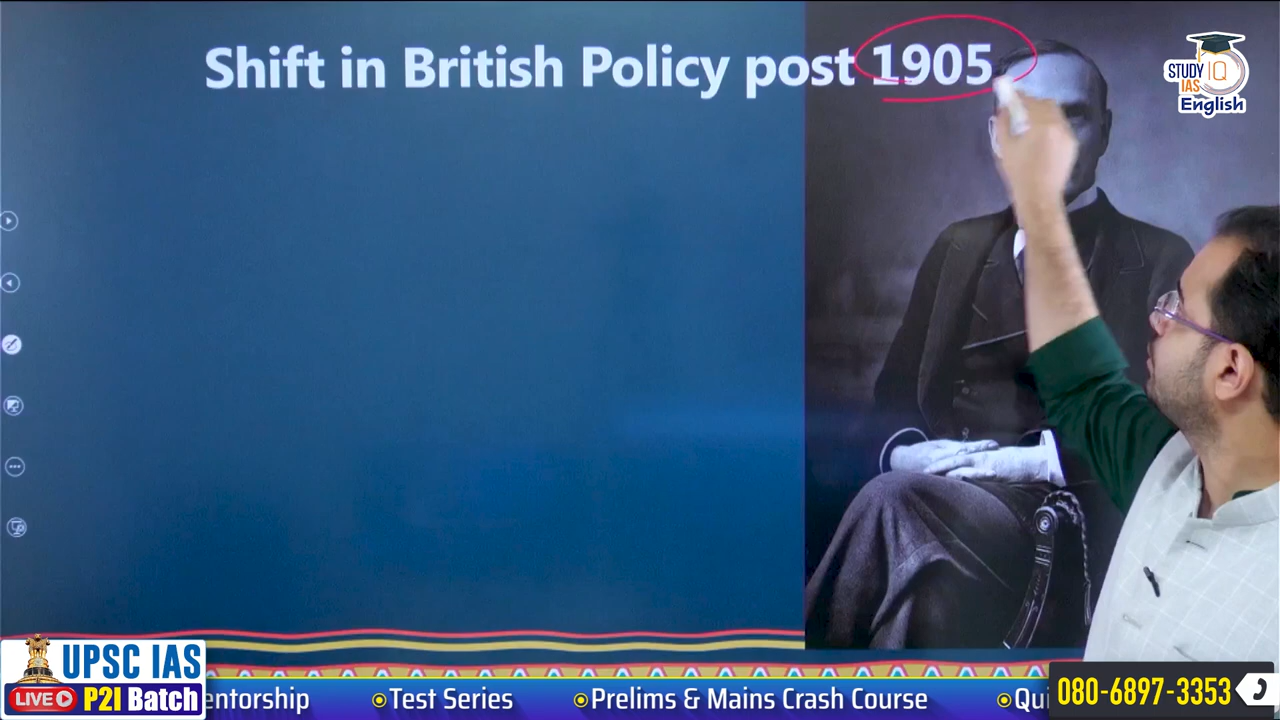 Shift in British Policy post 1905
STUDY IQ
IAS
English
UPSC IAS
LIVE P2I Batch
entorship
Test Series
Prelims & Mains Crash Course
Qui
080-6897-3353